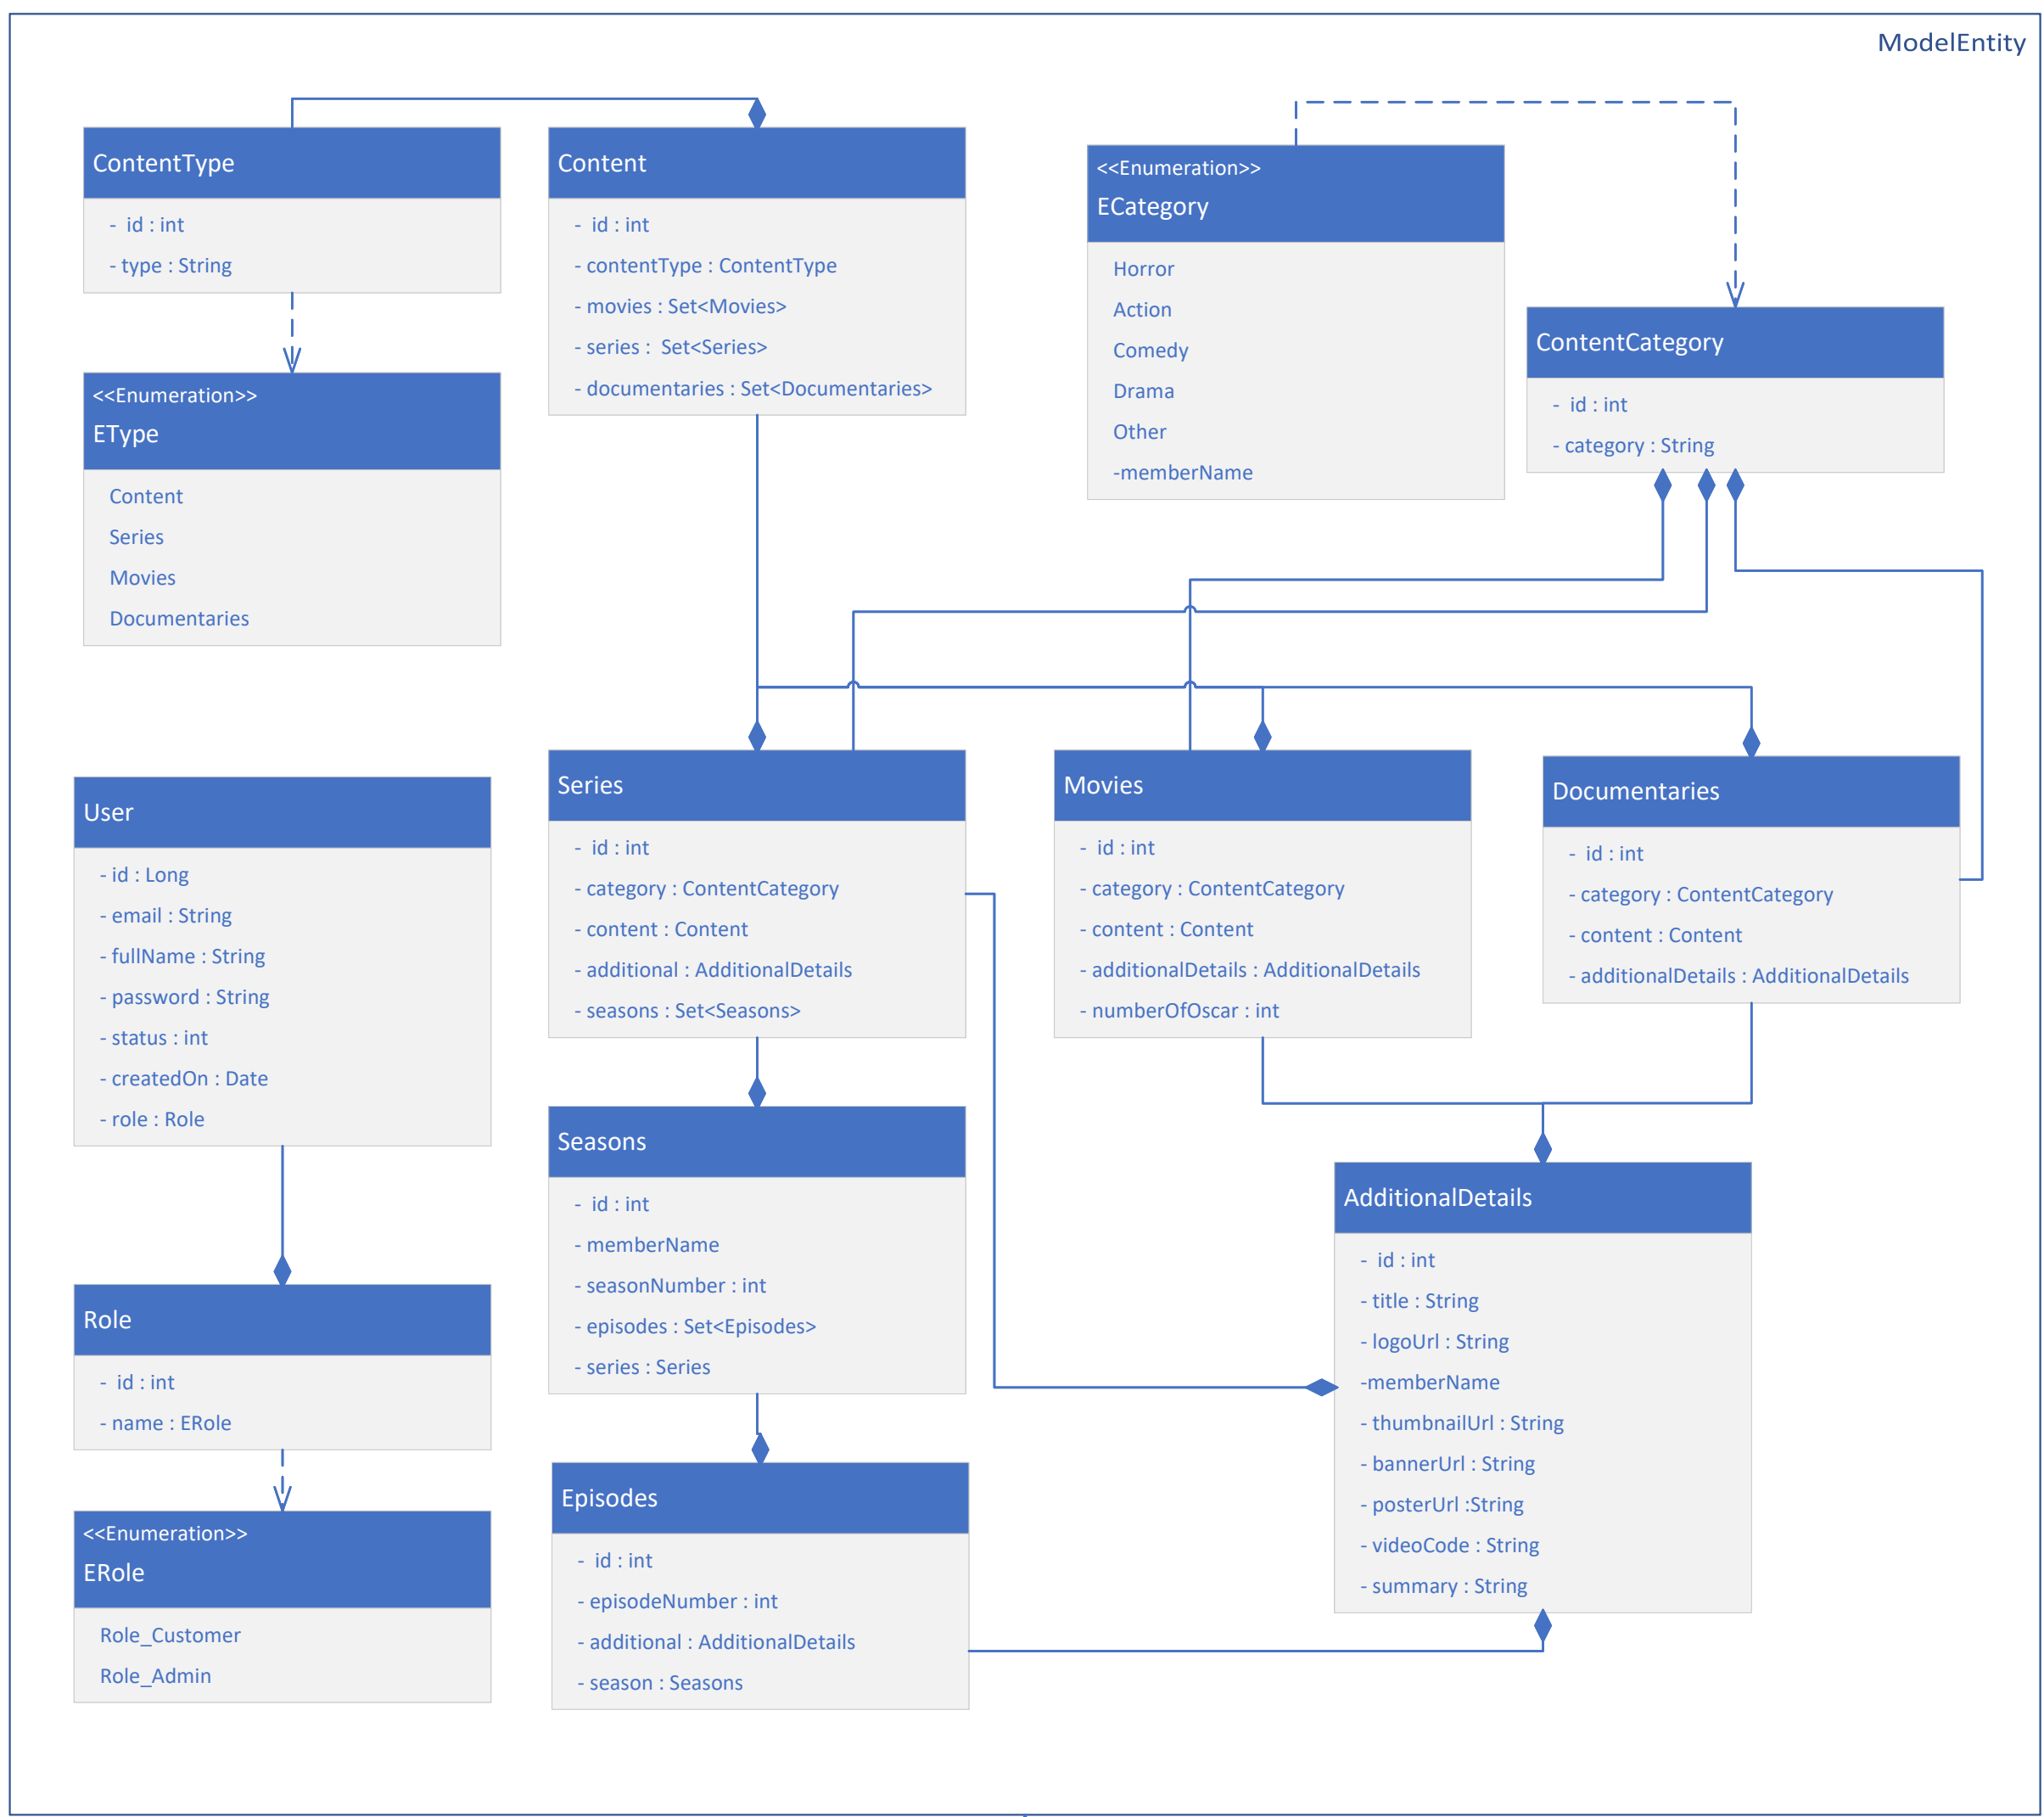 ModelEntity
ContentType
- id : int
- type : String
Content
- id : int
- contentType : ContentType
- movies : Set<Movies>
- series : Set<Series>
- documentaries : Set<Documentaries>
<<Enumeration>>
ECategory
Horror
Action
Comedy
Drama
Other
-memberName
ContentCategory
- id : int
- category : String
<<Enumeration>>
EType
Content
Series
Movies
Documentaries
User
- id : Long
- email : String
- fullName : String
- password : String
- status : int
- createdOn : Date
- role : Role
Series
- id : int
- category : ContentCategory
- content : Content
- additional : AdditionalDetails
- seasons : Set<Seasons>
Movies
- id : int
- category : ContentCategory
- content : Content
- additionalDetails : AdditionalDetails
- numberOfOscar : int
Documentaries
- id : int
- category : ContentCategory
- content : Content
- additionalDetails : AdditionalDetails
Seasons
- id : int
- memberName
- seasonNumber : int
- episodes : Set<Episodes>
- series : Series
AdditionalDetails
- id : int
- title : String
- logoUrl : String
-memberName
- thumbnailUrl : String
- bannerUrl : String
- posterUrl :String
- videoCode : String
- summary : String
Role
- id : int
- name : ERole
Episodes
- id : int
- episodeNumber : int
- additional : AdditionalDetails
- season : Seasons
<<Enumeration>>
ERole
Role_Customer
Role_Admin